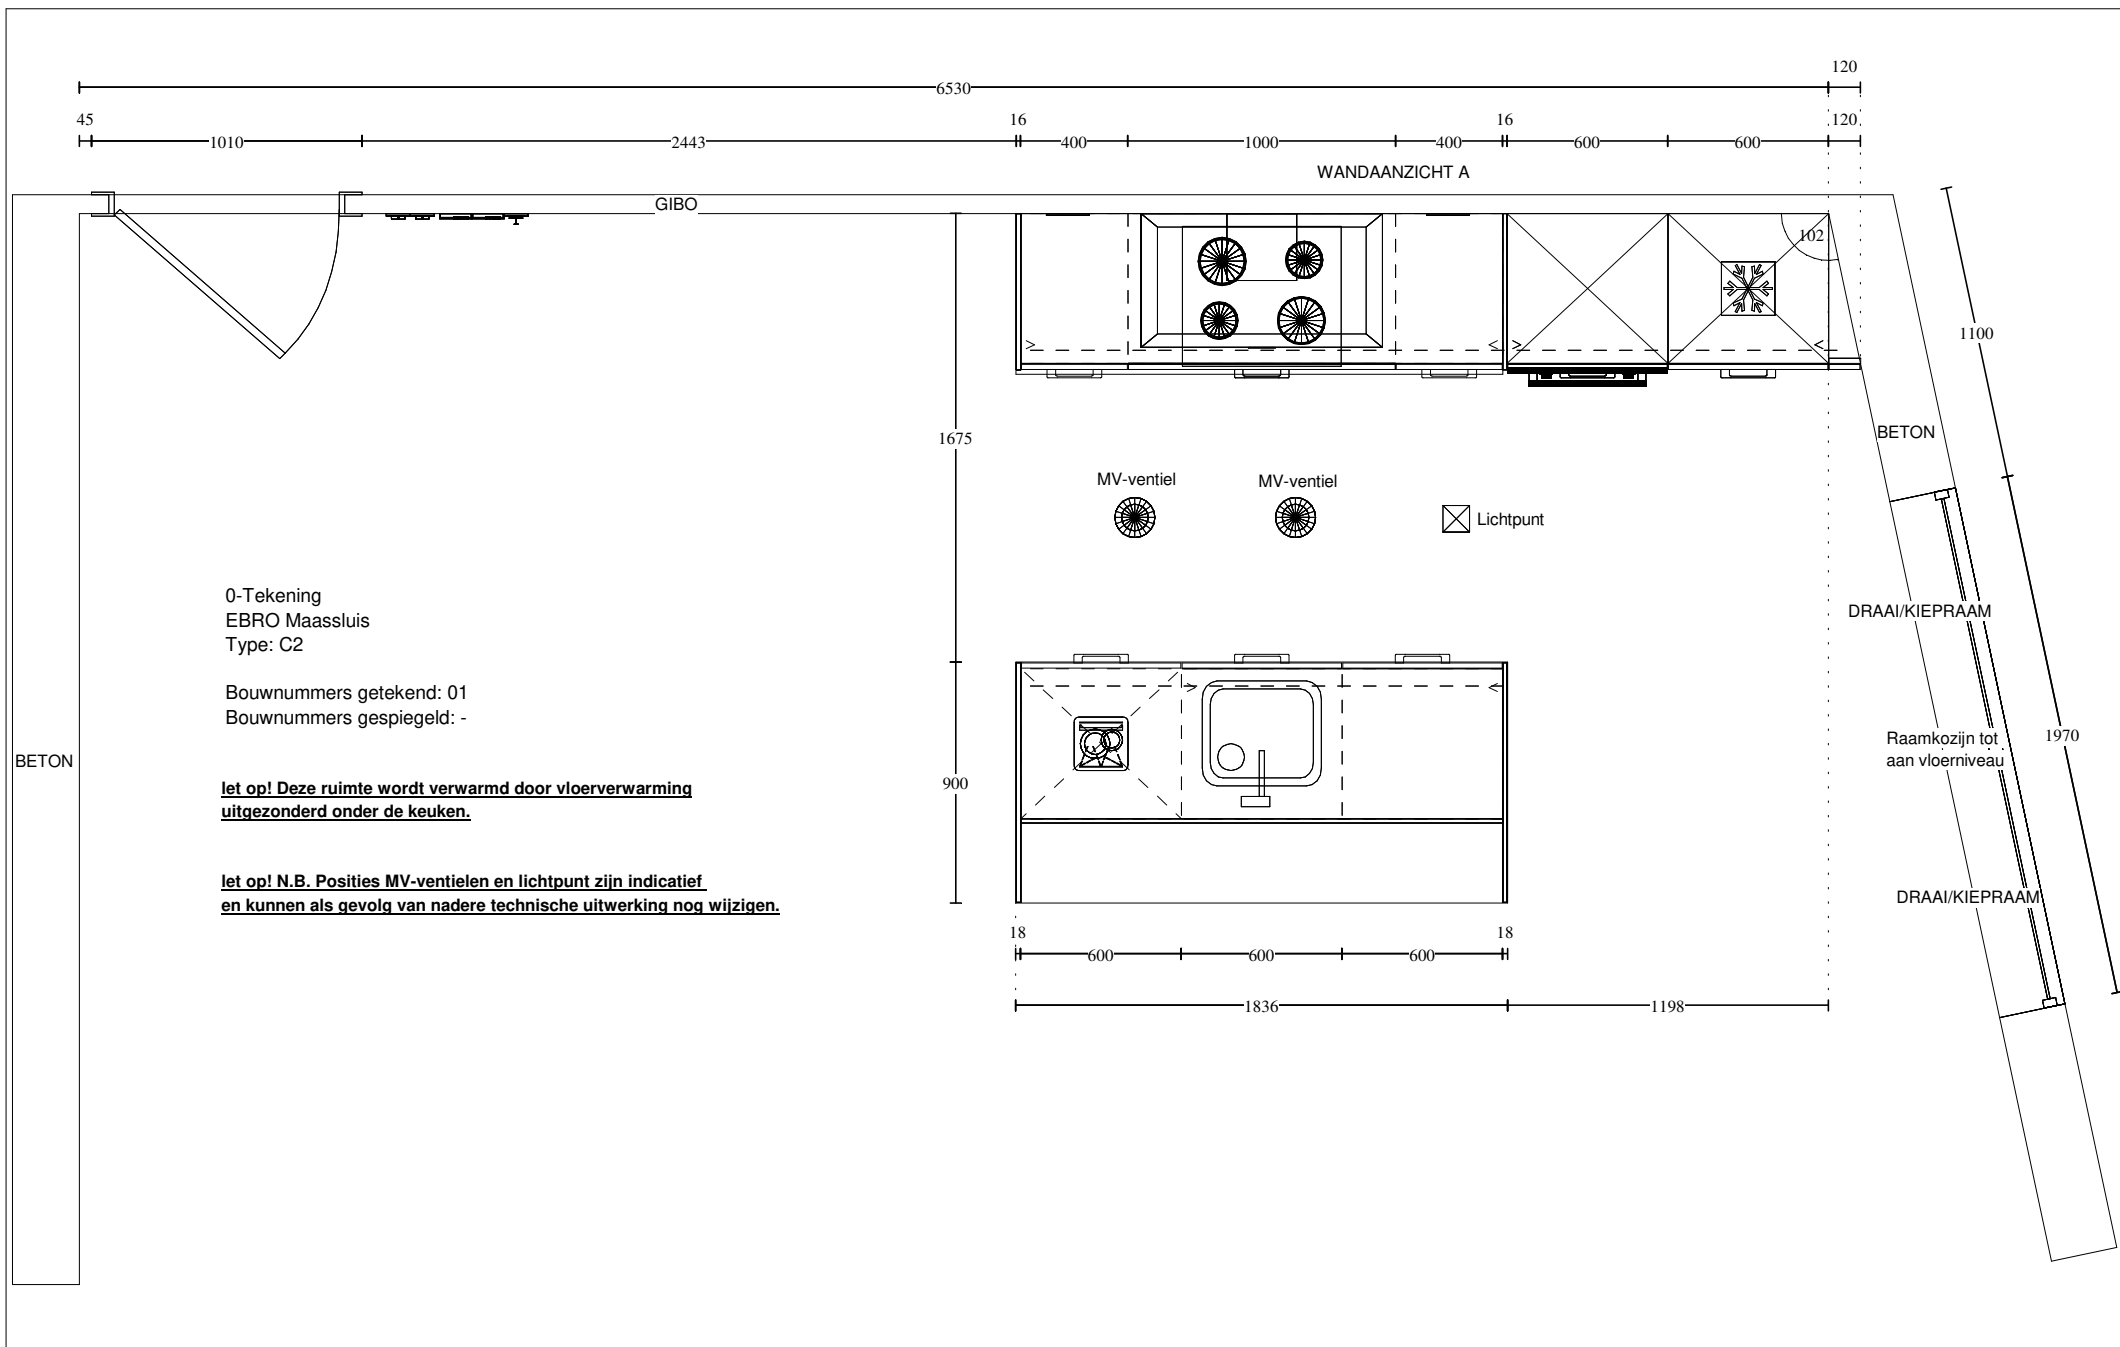 120
6530
45
16
16
120
1010
2443
400
1000
400
600
600
WANDAANZICHT A
GIBO
102
1100
1675
BETON
MV-ventiel
MV-ventiel
Lichtpunt
0-Tekening
EBRO Maassluis
Type: C2
DRAAI/KIEPRAAM
Bouwnummers getekend: 01
Bouwnummers gespiegeld: -
BETON
Raamkozijn tot
aan vloerniveau
1970
900
let op! Deze ruimte wordt verwarmd door vloerverwarming
uitgezonderd onder de keuken.
let op! N.B. Posities MV-ventielen en lichtpunt zijn indicatief
en kunnen als gevolg van nadere technische uitwerking nog wijzigen.
DRAAI/KIEPRAAM
18
18
600
600
600
1836
1198